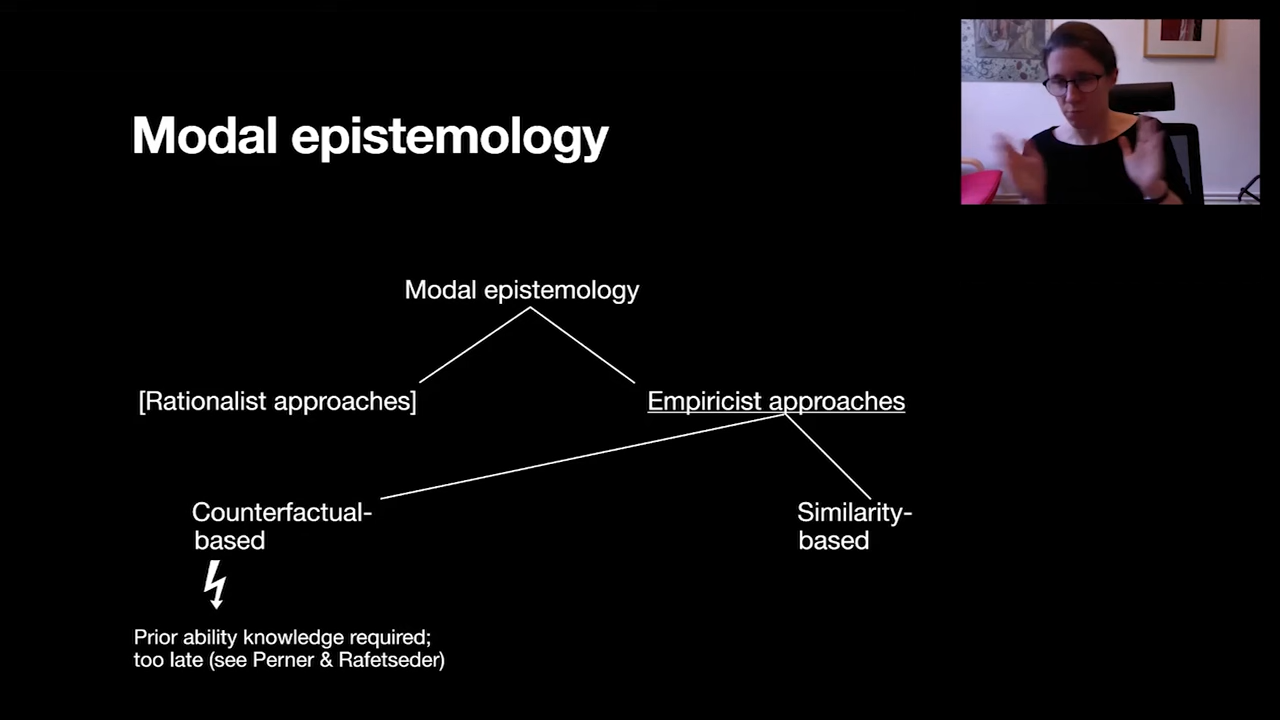 Modal epistemology
Modal epistemology
[Rationalist approaches]
Empiricist approaches
Counterfactual-
based
Similarity-
based
Prior ability knowledge required;
too late (see Perner & Rafetseder)